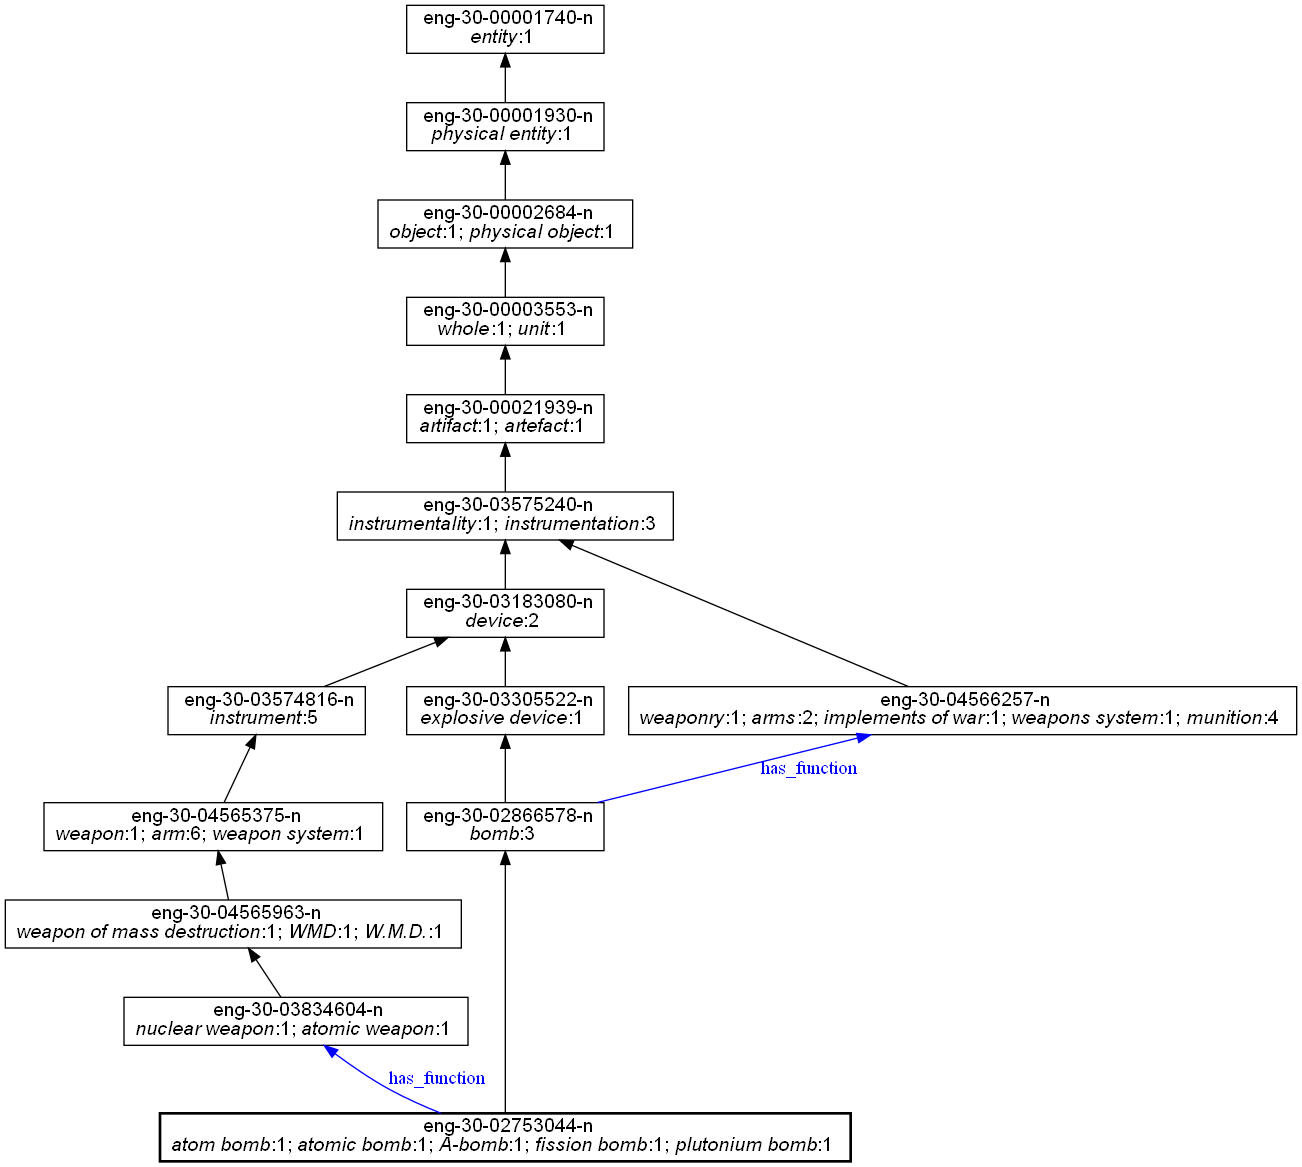 eng-30-00001740-n
entity:1
eng-30-00001930-n
physical entity:1
eng-30-00002684-n
object:1; physical object:1
eng-30-00003553-n
whole:1; unit:1
eng-30-00021939-n
artifact:1; artefact:1
eng-30-03575240-n
instrumentality:1; instrumentation:3
eng-30-03183080-n
device:2
eng-30-03574816-n
instrument:5
eng-30-03305522-n
explosive device:1
eng-30-04566257-n
weaponry:1; arms:2; implements of war:1; weapons system:1; munition:4
has_function
eng-30-04565375-n
weapon:1; arm:6; weapon system:1
eng-30-02866578-n
bomb:3
eng-30-04565963-n
weapon of mass destruction:1; WMD:1; W.M.D.:1
eng-30-03834604-n
nuclear weapon:1; atomic weapon:1
has_function
eng-30-02753044-n
atom bomb:1; atomic bomb:1; A-bomb:1; fission bomb:1; plutonium bomb:1